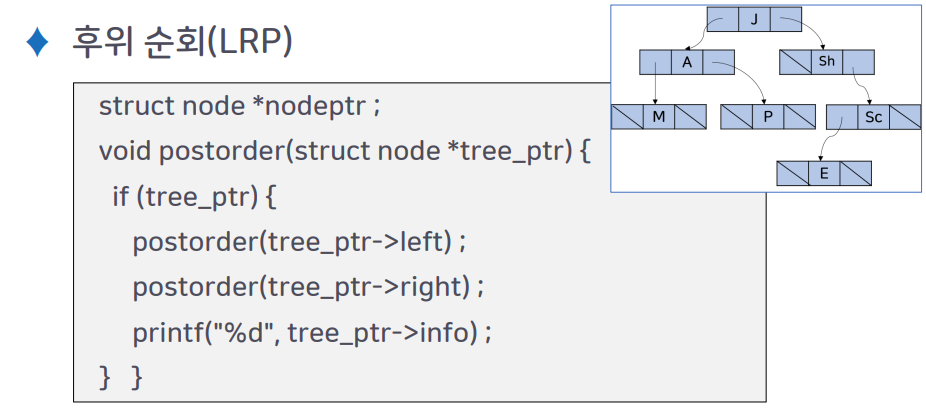 후위 순회(LRP)
struct node *nodeptr ;
void postorder(struct node *tree_ptr) {
if (tree_ptr) {
postorder(tree_ptr->left) ;
postorder(tree_ptr->right) ;
printf("%d", tree_ptr->info) ;
} }
J
A Sh
M P Sc
E